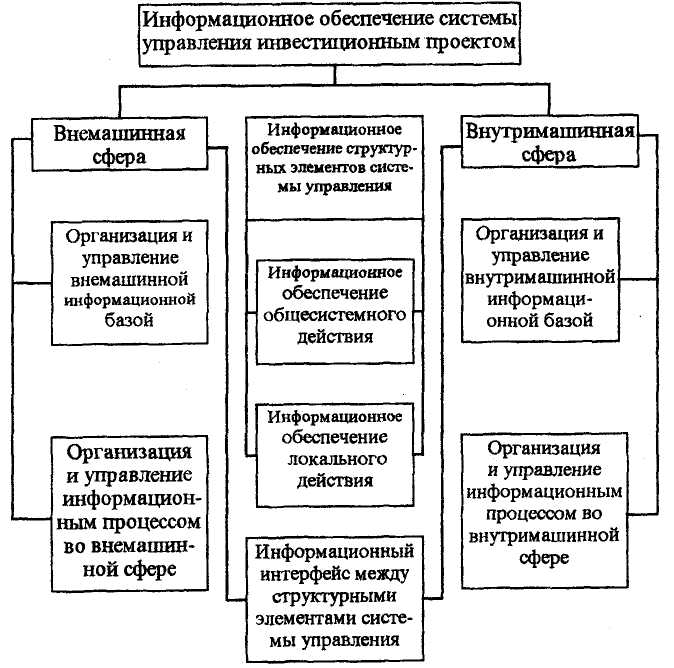 Информационное обеспечение системы
управления инвестиционным проектом
Внемашинная
сфера
Информационное
обеспечение структур-
ных элементов систе-
мы управления
Внутримашинная
сфера
Организация и
управление
внемашинной
информационной
базой
Информационное
обеспечение
общесистемного
действия
Организация и
управление
внутримашинной
информаци-
онной базой
Организация
и управление
информацион-
ным процессом
во внемашин-
ной сфере
Информационное
обеспечение
локального
действия
Организация
и управление
информационным
процессом во
внутримашинной
сфере
Информационный
интерфейс между
структурными
элементами систе-
мы управления